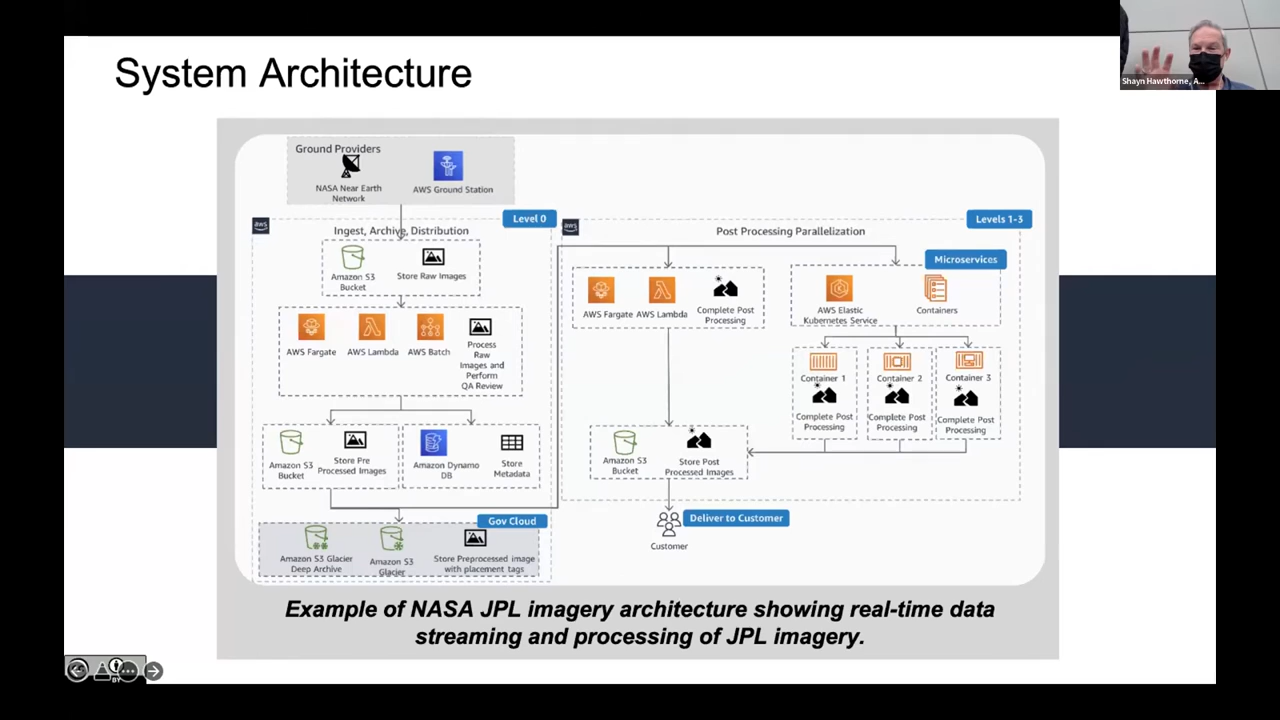 System Architecture
Shayn Hawthorne, A...
Ground Providers
NASA Near Earth
Network
AWS Ground Station
aws
Level 0
Ingest, Archive, Distribution
Amazon S3
Bucket
Store Raw Images
AWS Fargate
AWS Lambda
AWS Batch
Process
Raw
Images and
Perform
QA Review
Amazon S3
Bucket
Store Pre
Processed Images
Amazon Dynamo
DB
Store
Metadata
Gov Cloud
Amazon S3 Glacier
Deep Archive
Amazon S3
Glacier
Store Preprocessed image
with placement tags
aws
Levels 1-3
Post Processing Parallelization
AWS Fargate
AWS Lambda
Complete Post
Processing
Microservices
AWS Elastic
Kubernetes Service
Containers
Container 1
Complete Post
Processing
Container 2
Complete Post
Processing
Container 3
Complete Post
Processing
Amazon S3
Bucket
Store Post
Processed Images
Deliver to Customer
Customer
Example of NASA JPL imagery architecture showing real-time data
streaming and processing of JPL imagery.
BY